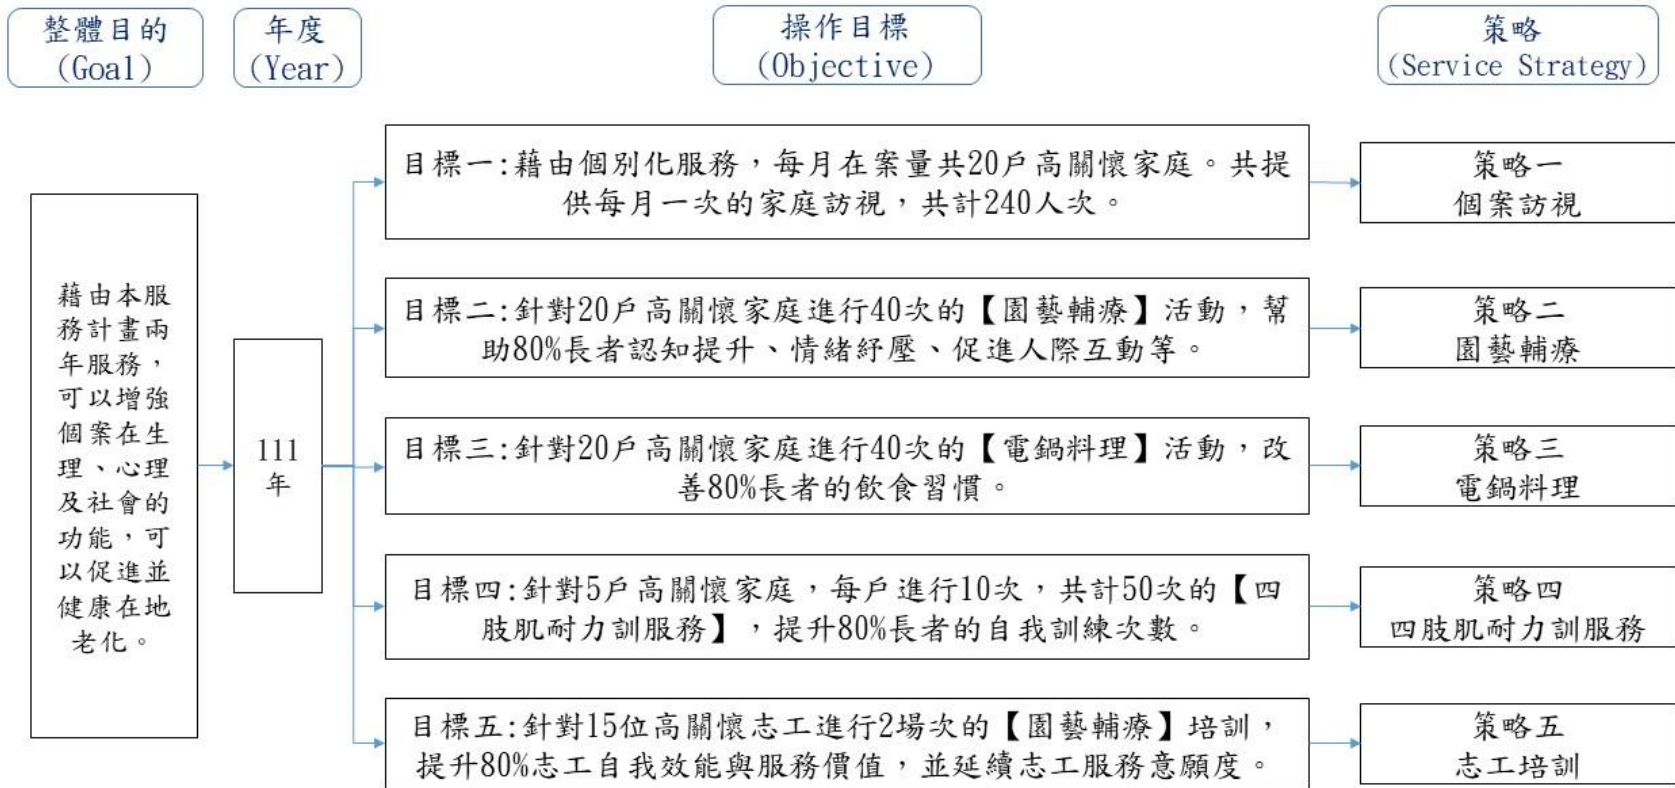 整體目的
(Goal)
年度
(Year)
操作目標
(Objective)
策略
(Service Strategy)
藉由本服
務計畫兩
年服務，
可以增強
個案在生
理、心理
及社會的
功能，可
以促進並
健康在地
老化。
111
年
目標一:藉由個別化服務，每月在案量共20戶高關懷家庭。共提
供每月一次的家庭訪視，共計240人次。
策略一
個案訪視
目標二:針對20戶高關懷家庭進行40次的【園藝輔療】活動，幫
助80%長者認知提升、情緒紓壓、促進人際互動等。
策略二
園藝輔療
目標三:針對20戶高關懷家庭進行40次的【電鍋料理】活動，改
善80%長者的飲食習慣。
策略三
電鍋料理
目標四:針對5戶高關懷家庭，每戶進行10次，共計50次的【四
肢肌耐力訓服務】，提升80%長者的自我訓練次數。
策略四
四肢肌耐力訓服務
目標五:針對15位高關懷志工進行2場次的【園藝輔療】培訓，
提升80%志工自我效能與服務價值，並延續志工服務意願度。
策略五
志工培訓